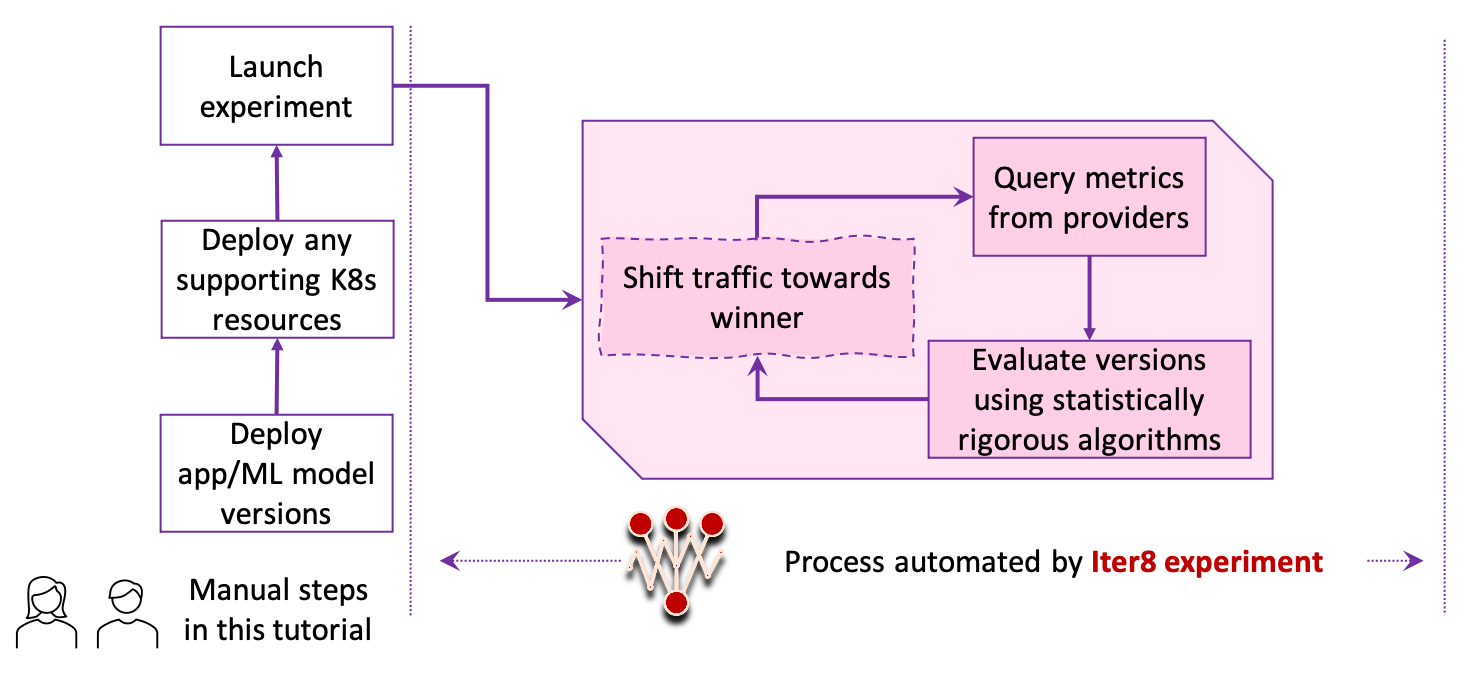 Launch
experiment
Deploy any
supporting K8s
resources
Deploy
app/ML model
versions
Manual steps
in this tutorial
Query metrics
from providers
Shift traffic towards
winner
Evaluate versions
using statistically
rigorous algorithms
Process automated by Iter8 experiment